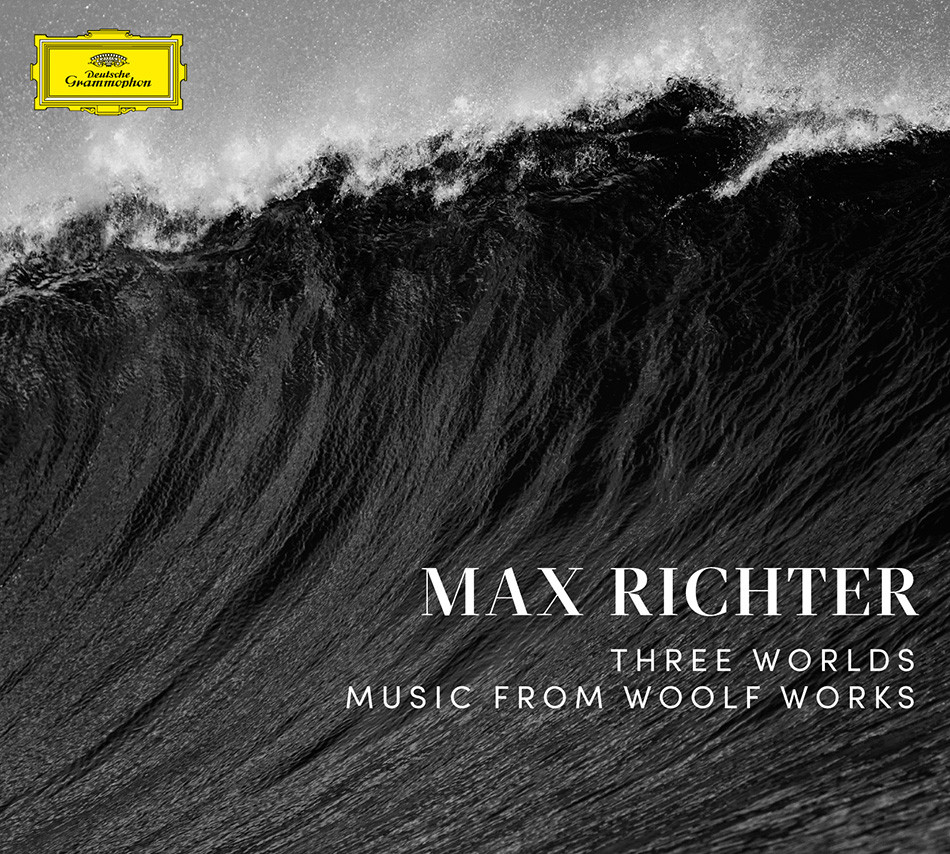 Deutsche
Grammophon
MAX RICHTER
THREE WORLDS
MUSIC FROM WOOLF WORKS